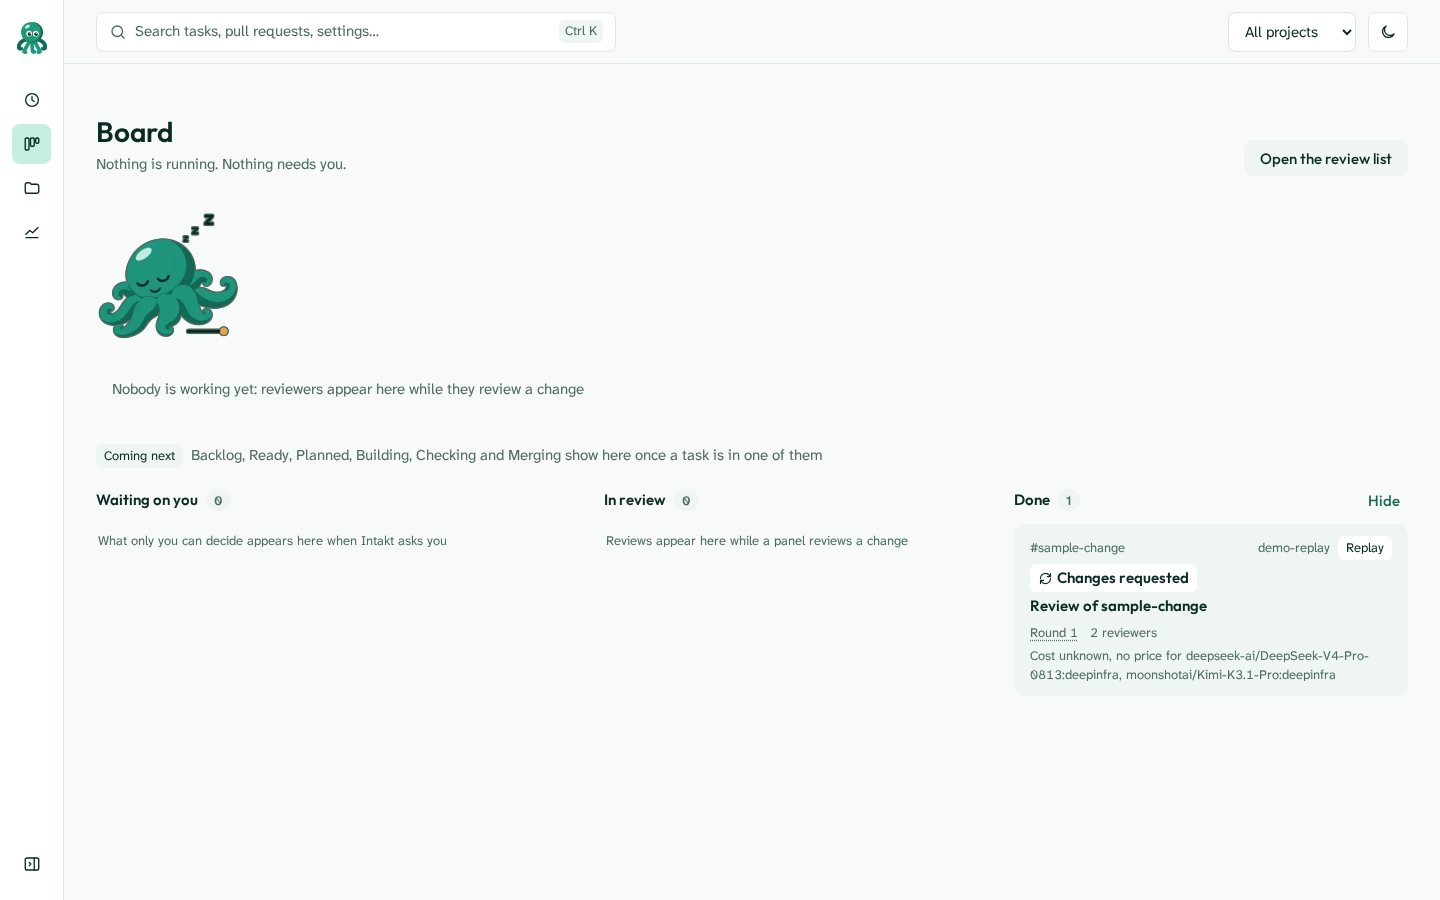 Search tasks, pull requests, settings...
Ctrl K
All projects
Board
Nothing is running. Nothing needs you.
Open the review list
z z z
Nobody is working yet: reviewers appear here while they review a change
Coming next
Backlog, Ready, Planned, Building, Checking and Merging show here once a task is in one of them
Waiting on you 0
What only you can decide appears here when Intakt asks you
In review 0
Reviews appear here while a panel reviews a change
Done 1
Hide
#sample-change
demo-replay
Replay
Changes requested
Review of sample-change
Round 1
2 reviewers
Cost unknown, no price for deepseek-ai/DeepSeek-V4-Pro-
0813:deepinfra, moonshotai/Kimi-K3.1-Pro:deepinfra